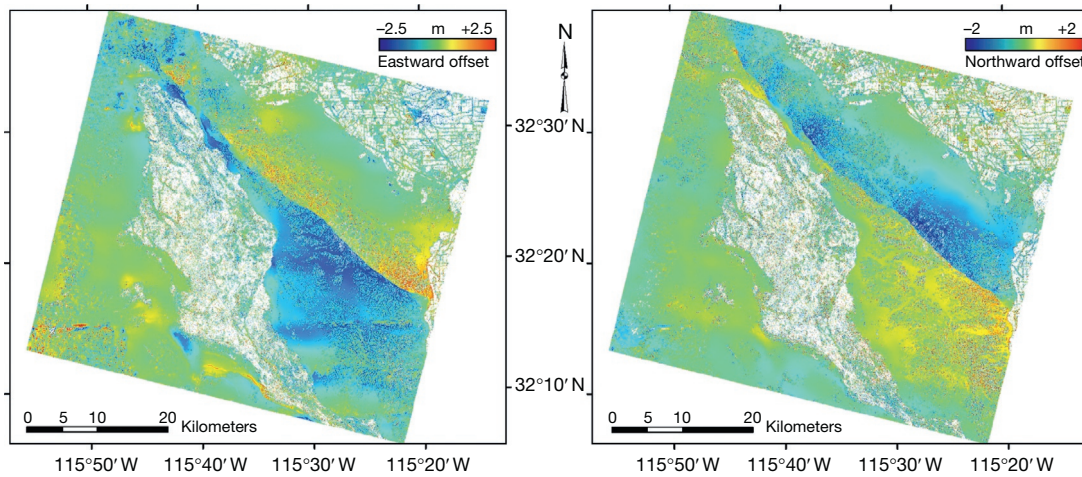 −2.5 m +2.5
Eastward offset
N
−2 m +2
Northward offset
32°30′ N
32°20′ N
32°10′ N
0 5 10 20
Kilometers
0 5 10 20
Kilometers
115°50′ W 115°40′ W 115°30′ W 115°20′ W
115°50′ W 115°40′ W 115°30′ W 115°20′ W